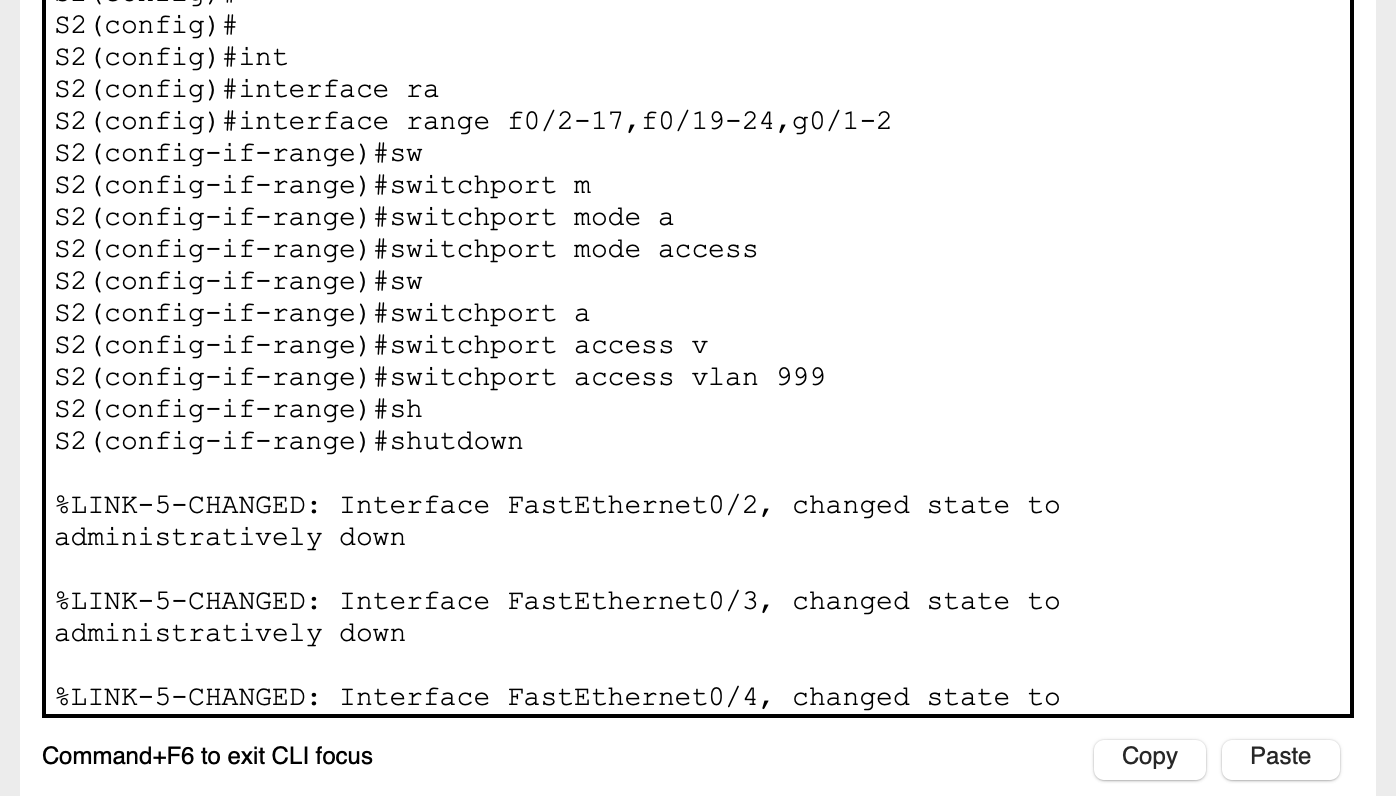 S2(config)#
S2(config)#int
S2(config)#interface ra
S2(config)#interface range f0/2-17,f0/19-24,g0/1-2
S2(config-if-range)#sw
S2(config-if-range)#switchport m
S2(config-if-range)#switchport mode a
S2(config-if-range)#switchport mode access
S2(config-if-range)#sw
S2(config-if-range)#switchport a
S2(config-if-range)#switchport access v
S2(config-if-range)#switchport access vlan 999
S2(config-if-range)#sh
S2(config-if-range)#shutdown
%LINK-5-CHANGED: Interface FastEthernet0/2, changed state to
administratively down
%LINK-5-CHANGED: Interface FastEthernet0/3, changed state to
administratively down
%LINK-5-CHANGED: Interface FastEthernet0/4, changed state to
Command+F6 to exit CLI focus
Copy
Paste